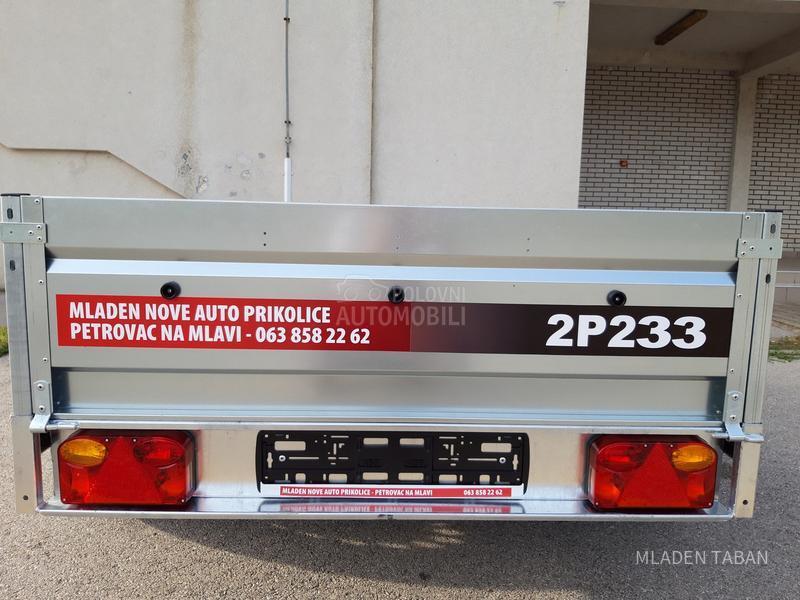 POLOVNI
AUTOMOBILI
MLADEN NOVE AUTO PRIKOLICE
PETROVAC NA MLAVI - 063 858 22 62
2P233
MLADEN NOVE AUTO PRIKOLICE - PETROVAC NA MLAVI 063 858 22 62
MLADEN TABAN